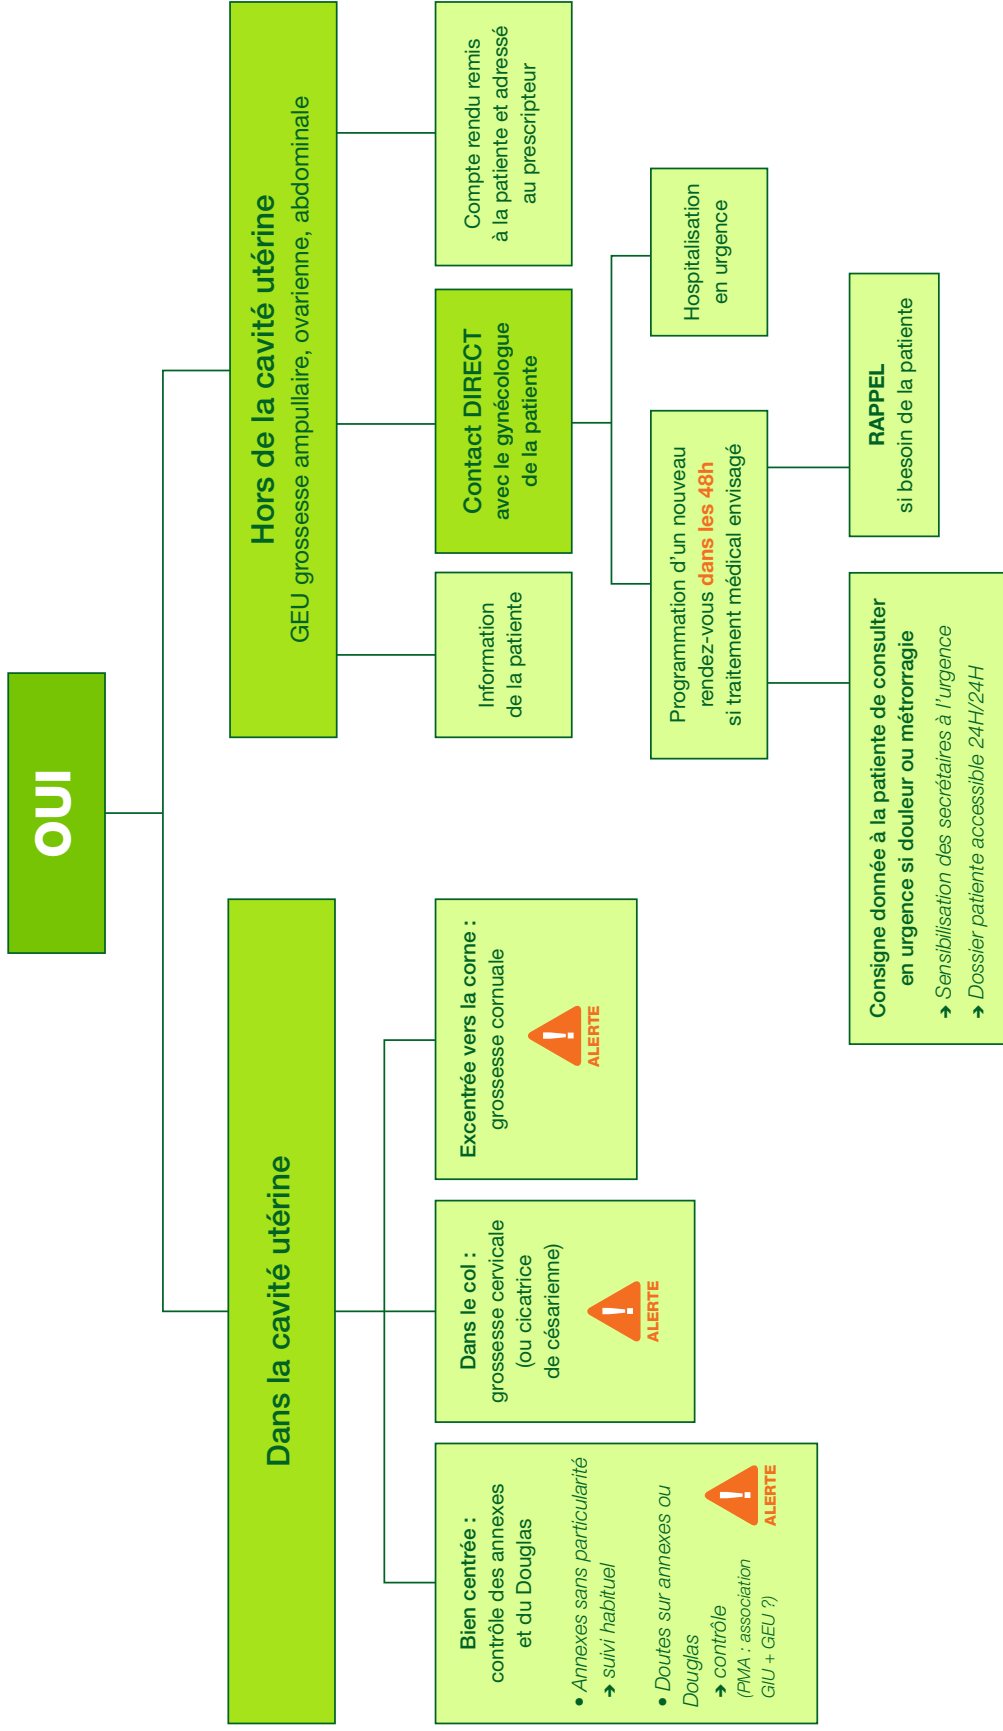 OUI
Dans la cavité utérine
Bien centrée :
contrôle des annexes
et du Douglas
• Annexes sans particularité
➔ suivi habituel
• Doutes sur annexes ou
Douglas
➔ contrôle
(PMA : association
GIU + GEU ?)
ALERTE
Dans le col :
grossesse cervicale
(ou cicatrice
de césarienne)
ALERTE
Excentrée vers la corne :
grossesse cornuale
ALERTE
Hors de la cavité utérine
GEU grossesse ampullaire, ovarienne, abdominale
Information
de la patiente
Contact DIRECT
avec le gynécologue
de la patiente
Compte rendu remis
à la patiente et adressé
au prescripteur
Programmation d'un nouveau
rendez-vous dans les 48h
si traitement médical envisagé
Hospitalisation
en urgence
Consigne donnée à la patiente de consulter
en urgence si douleur ou métrorragie
➔ Sensibilisation des secrétaires à l'urgence
➔ Dossier patiente accessible 24H/24H
RAPPEL
si besoin de la patiente